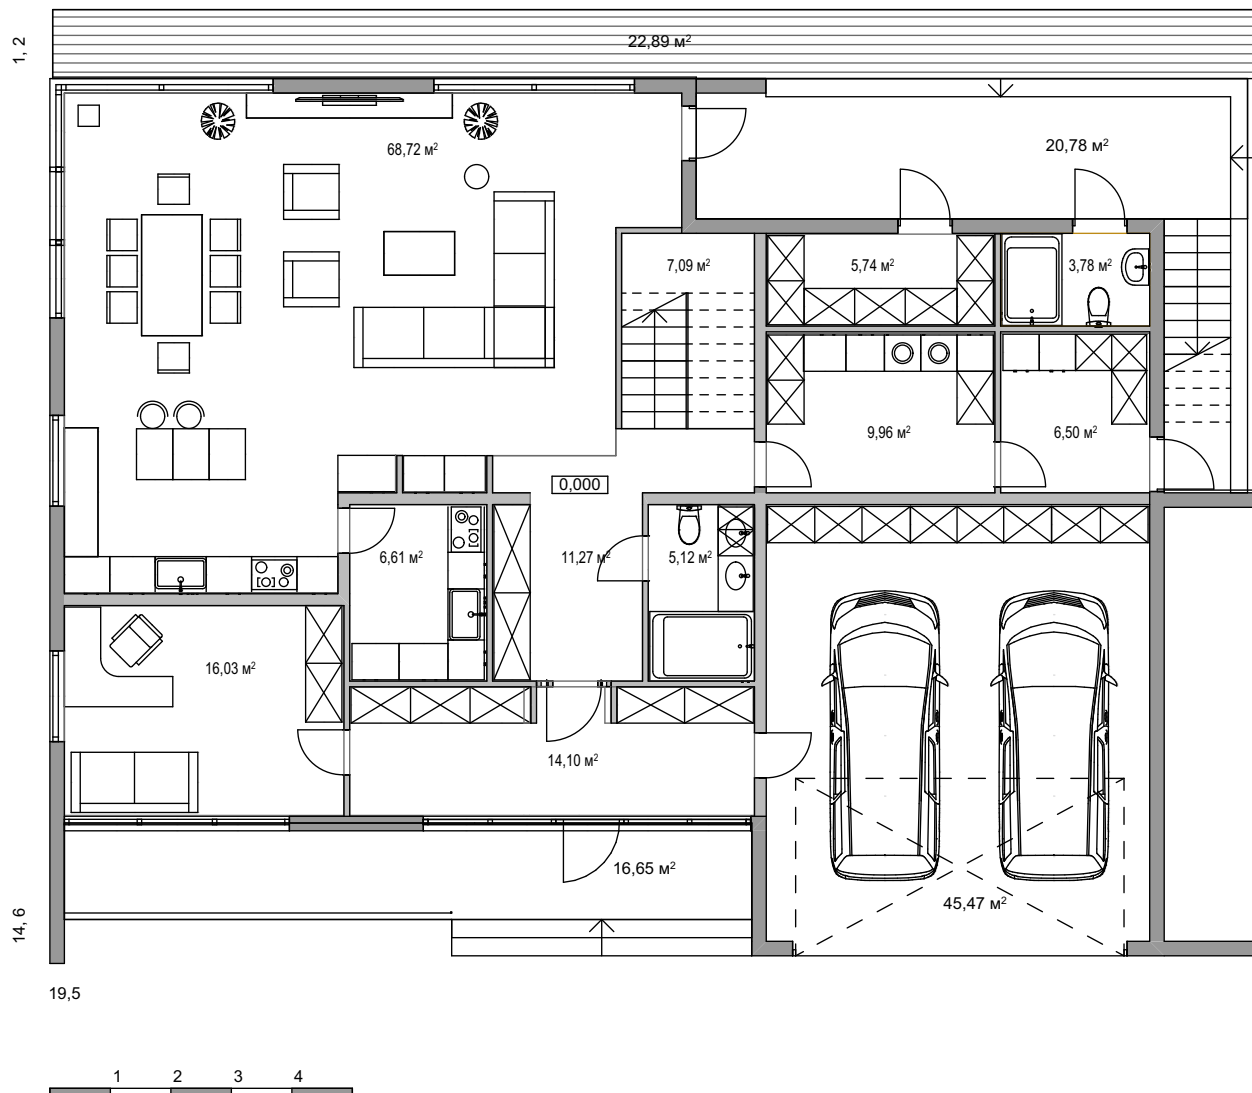 1, 2
22,89 м²
68,72 м²
20,78 м²
7,09 м²
5,74 м²
3,78 м²
9,96 м²
6,50 м²
0,000
6,61 м²
11,27 м²
5,12 м²
16,03 м²
14,10 м²
16,65 м²
45,47 м²
14, 6
19,5
1 2 3 4